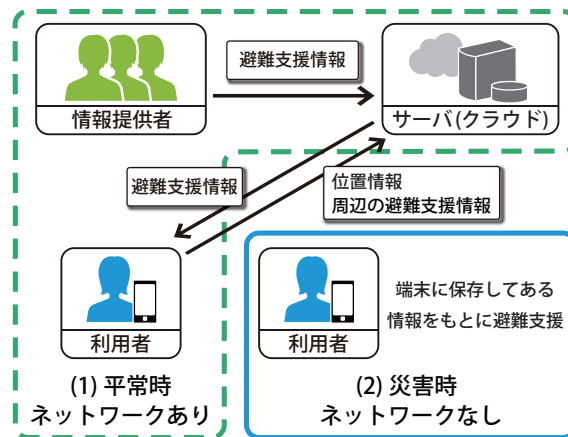 避難支援情報
情報提供者
サーバ(クラウド)
避難支援情報
位置情報
周辺の避難支援情報
利用者
利用者
端末に保存してある
情報をもとに避難支援
(1) 平常時
ネットワークあり
(2) 災害時
ネットワークなし